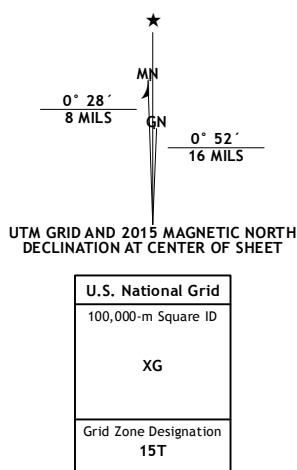 MN
0° 28´
8 MILS
GN
0° 52´
16 MILS
UTM GRID AND 2015 MAGNETIC NORTH
DECLINATION AT CENTER OF SHEET
U.S. National Grid
100,000-m Square ID
XG
Grid Zone Designation
15T